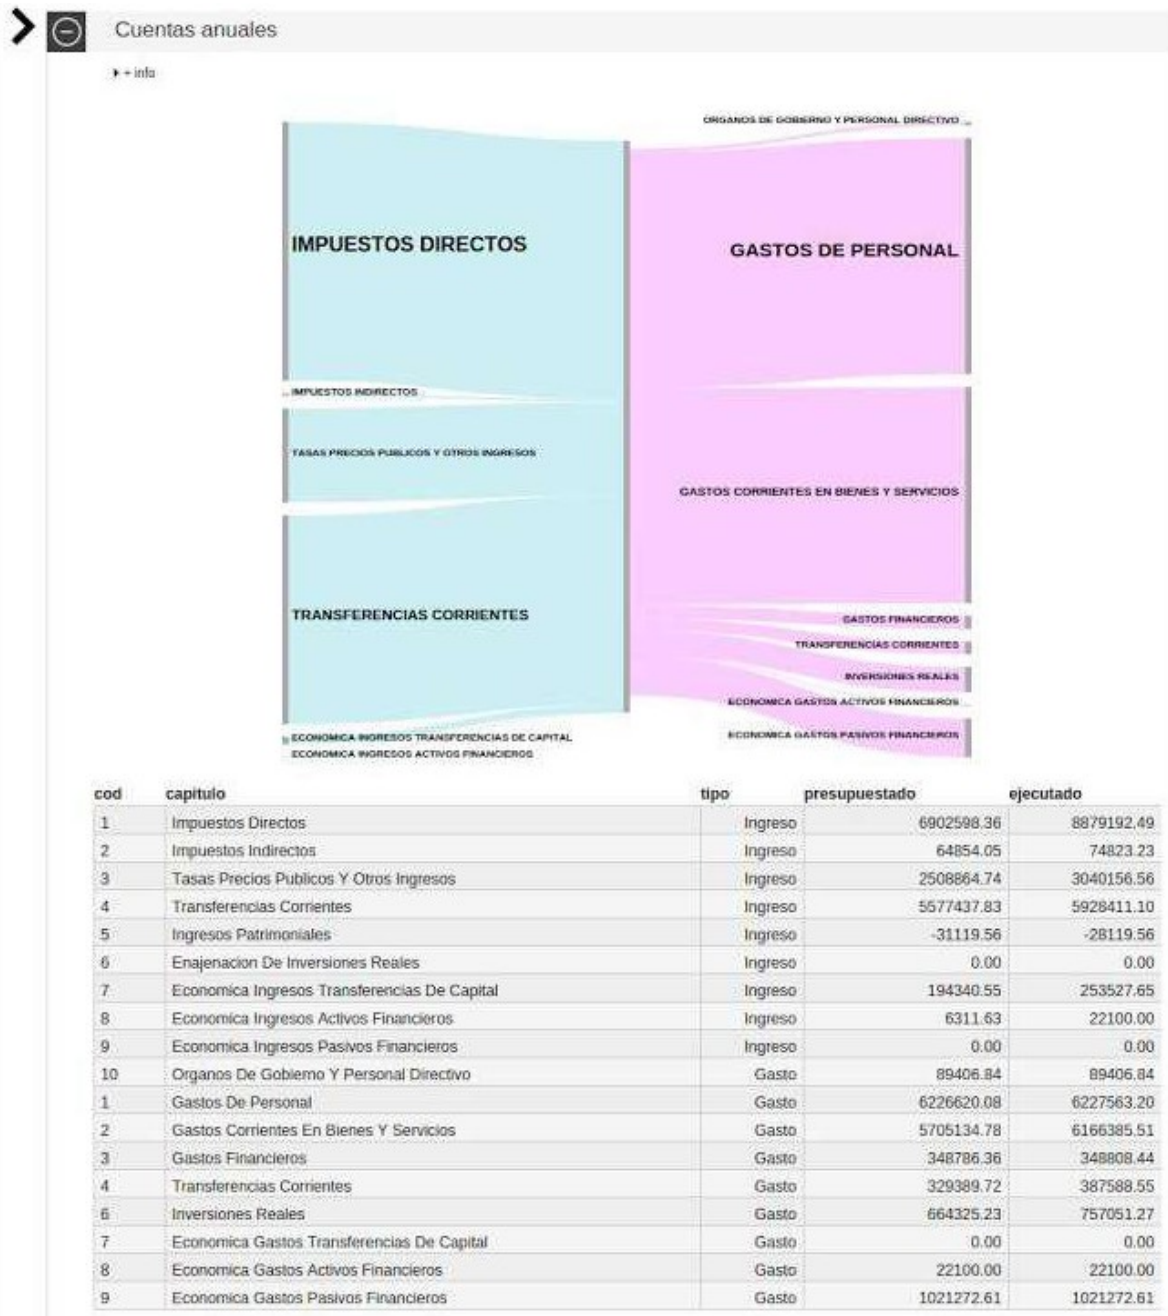 Cuentas anuales
+ info
ORGANOS DE GOBIERNO Y PERSONAL DIRECTIVO
IMPUESTOS DIRECTOS
GASTOS DE PERSONAL
IMPUESTOS INDIRECTOS
TASAS PRECIOS PUBLICOS Y OTROS INGRESOS
GASTOS CORRIENTES EN BIENES Y SERVICIOS
TRANSFERENCIAS CORRIENTES
GASTOS FINANCIEROS
TRANSFERENCIAS CORRIENTES
INVERSIONES REALES
ECONOMICA GASTOS ACTIVOS FINANCIEROS
ECONOMICA INGRESOS TRANSFERENCIAS DE CAPITAL
ECONOMICA GASTOS PASIVOS FINANCIEROS
ECONOMICA INGRESOS ACTIVOS FINANCIEROS
cod capitulo tipo presupuestado ejecutado
1 Impuestos Directos Ingreso 6902598.36 8879192.49
2 Impuestos Indirectos Ingreso 64854.05 74823.23
3 Tasas Precios Publicos Y Otros Ingresos Ingreso 2508864.74 3040156.56
4 Transferencias Corrientes Ingreso 5577437.83 5928411.10
5 Ingresos Patrimoniales Ingreso -31119.56 -28119.56
6 Enajenacion De Inversiones Reales Ingreso 0.00 0.00
7 Economica Ingresos Transferencias De Capital Ingreso 194340.55 253527.65
8 Economica Ingresos Activos Financieros Ingreso 6311.63 22100.00
9 Economica Ingresos Pasivos Financieros Ingreso 0.00 0.00
10 Organos De Gobierno Y Personal Directivo Gasto 89406.84 89406.84
1 Gastos De Personal Gasto 6226620.08 6227563.20
2 Gastos Corrientes En Bienes Y Servicios Gasto 5705134.78 6166385.51
3 Gastos Financieros Gasto 348786.36 348808.44
4 Transferencias Corrientes Gasto 329389.72 387588.55
6 Inversiones Reales Gasto 664325.23 757051.27
7 Economica Gastos Transferencias De Capital Gasto 0.00 0.00
8 Economica Gastos Activos Financieros Gasto 22100.00 22100.00
9 Economica Gastos Pasivos Financieros Gasto 1021272.61 1021272.61